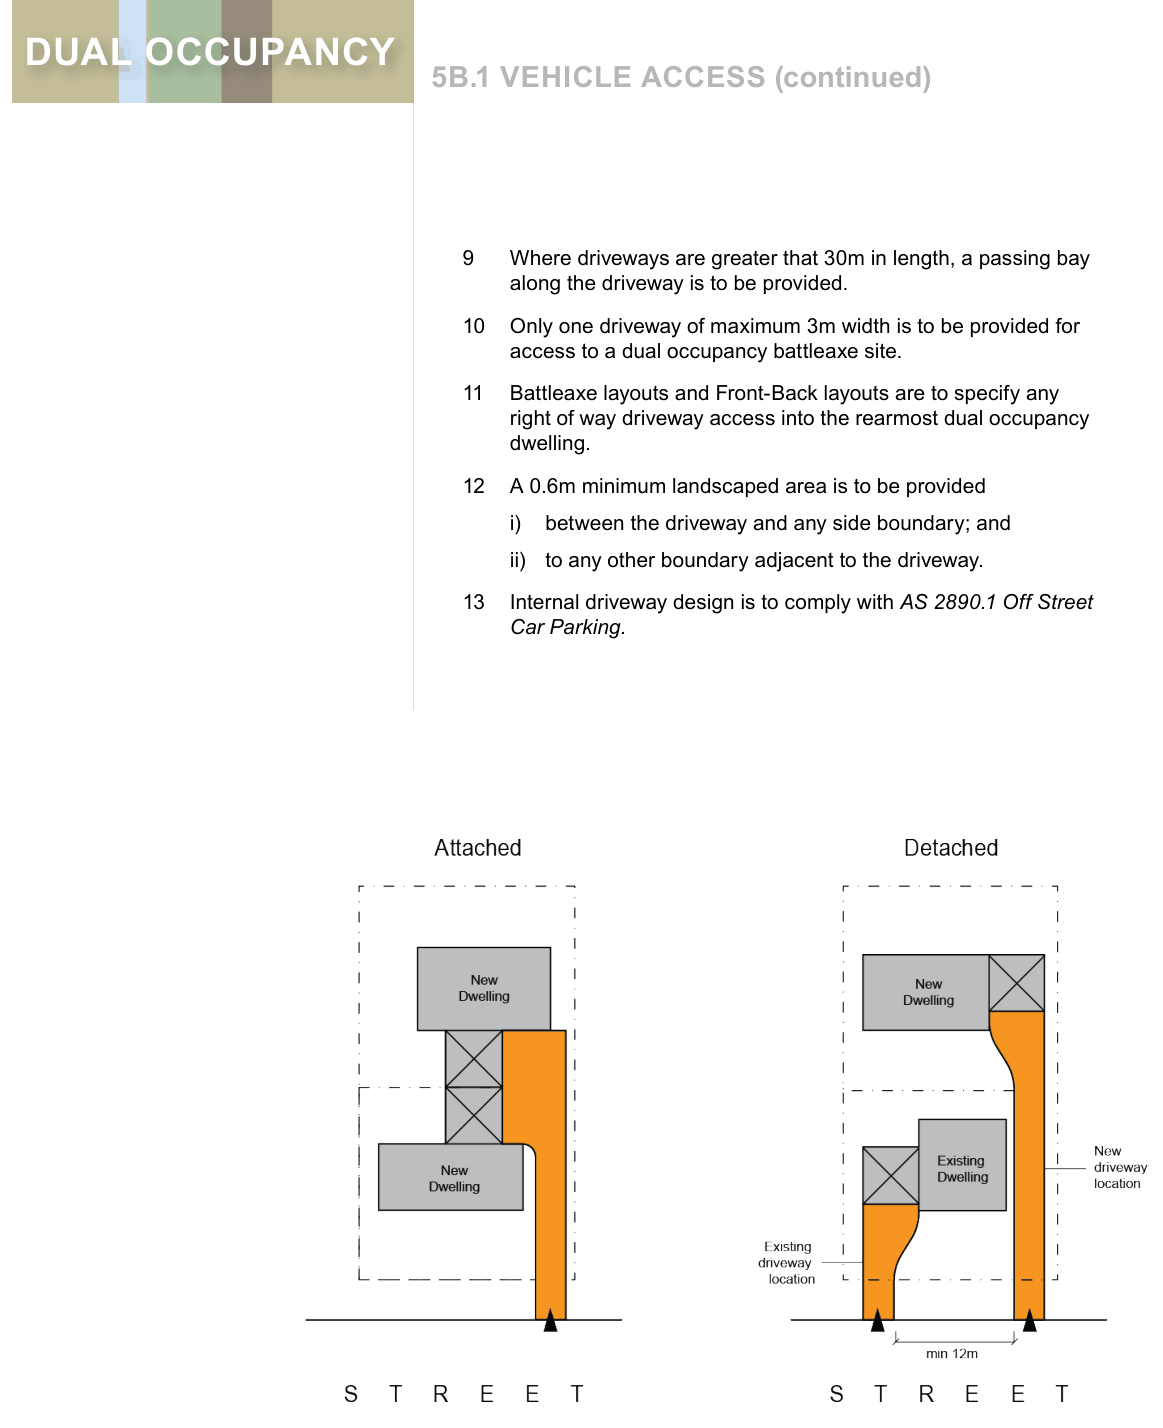 DUAL OCCUPANCY
5B.1 VEHICLE ACCESS (continued)
9 Where driveways are greater that 30m in length, a passing bay
along the driveway is to be provided.
10 Only one driveway of maximum 3m width is to be provided for
access to a dual occupancy battleaxe site.
11 Battleaxe layouts and Front-Back layouts are to specify any
right of way driveway access into the rearmost dual occupancy
dwelling.
12 A 0.6m minimum landscaped area is to be provided
i) between the driveway and any side boundary; and
ii) to any other boundary adjacent to the driveway.
13 Internal driveway design is to comply with AS 2890.1 Off Street
Car Parking.
Attached
New
Dwelling
New
Dwelling
STREET
Detached
New
Dwelling
Existing
Dwelling
New
driveway
location
Existing
driveway
location
min 12m
STREET